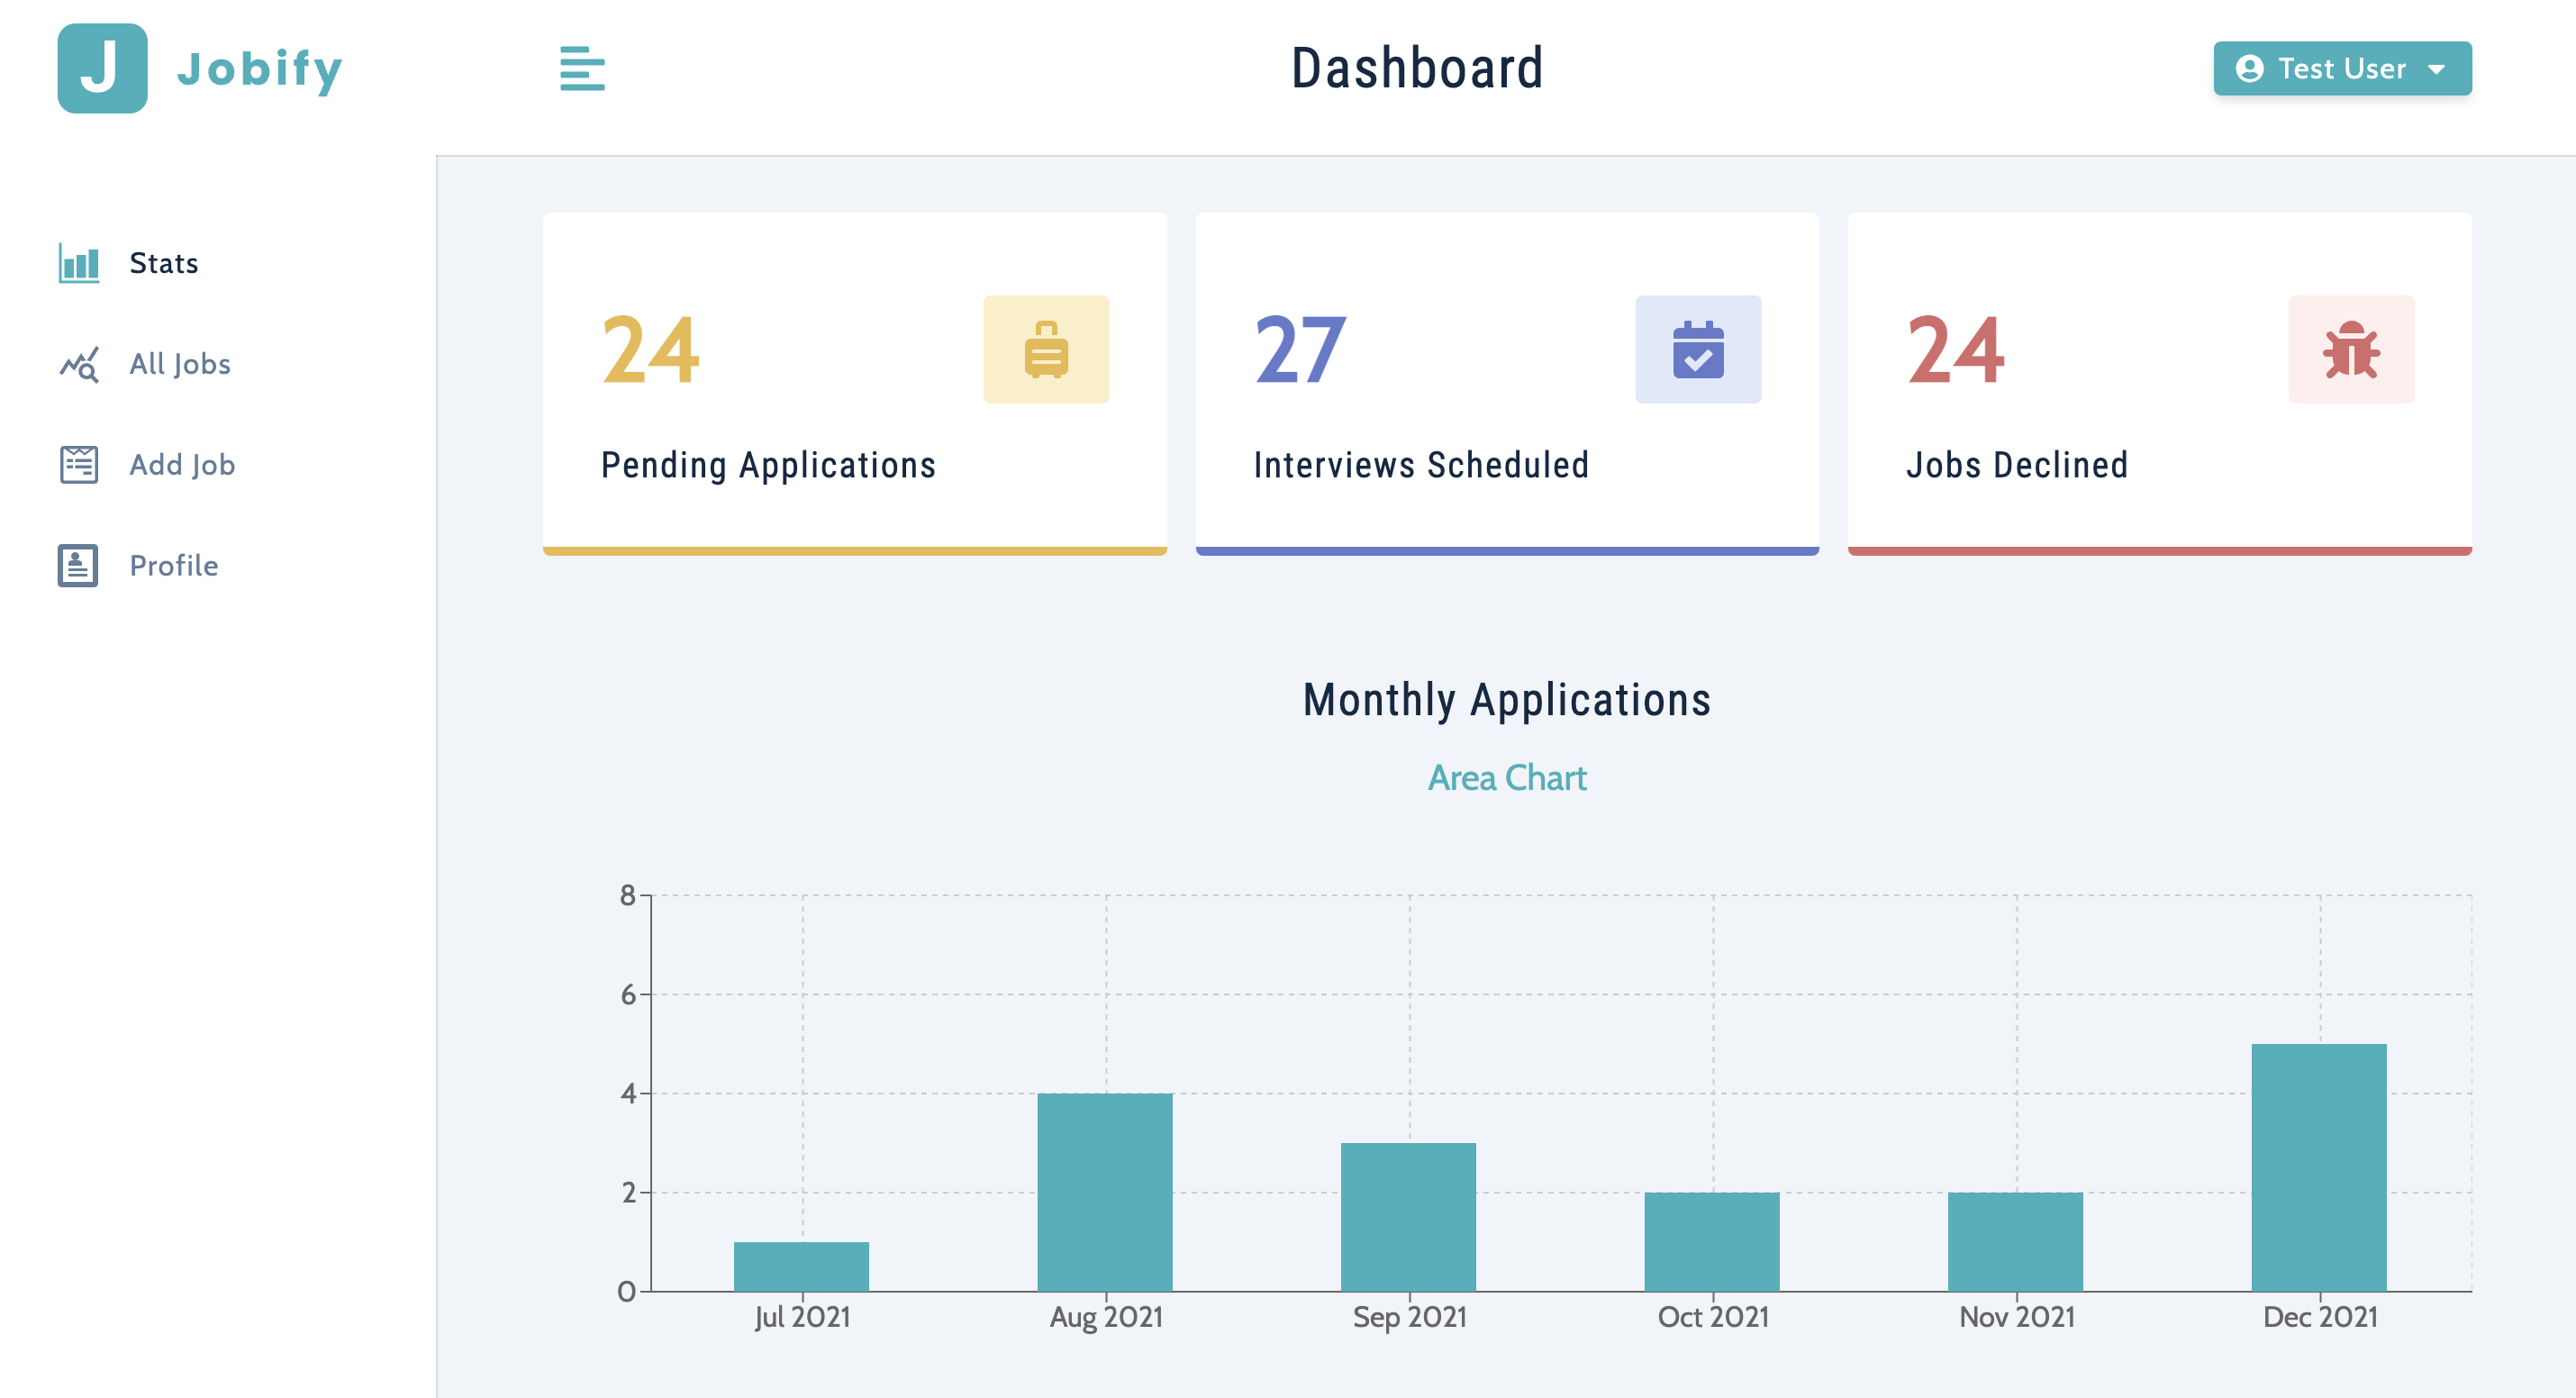 J Jobify
Dashboard
Test User
Stats
All Jobs
Add Job
Profile
24
Pending Applications
27
Interviews Scheduled
24
Jobs Declined
Monthly Applications
Area Chart
8
6
4
2
0
Jul 2021 Aug 2021 Sep 2021 Oct 2021 Nov 2021 Dec 2021